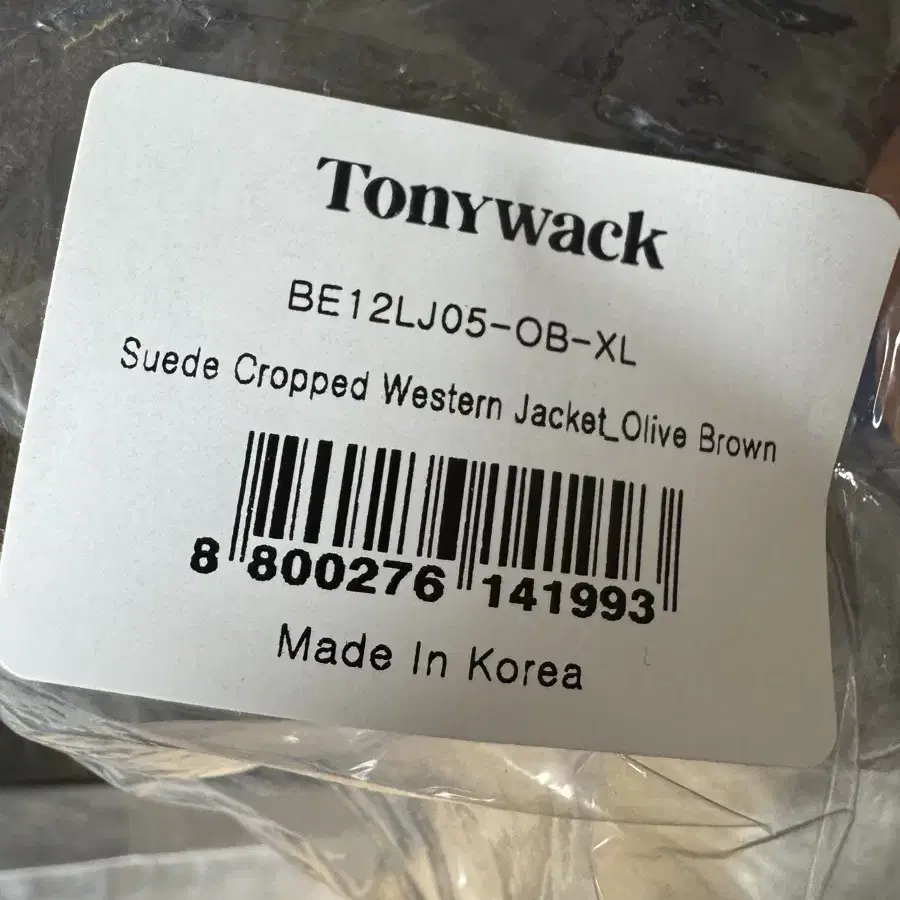 Tonywack
BE12LJ05-OB-XL
Suede Cropped Western Jacket_Olive Brown
8 800276 141993
Made In Korea